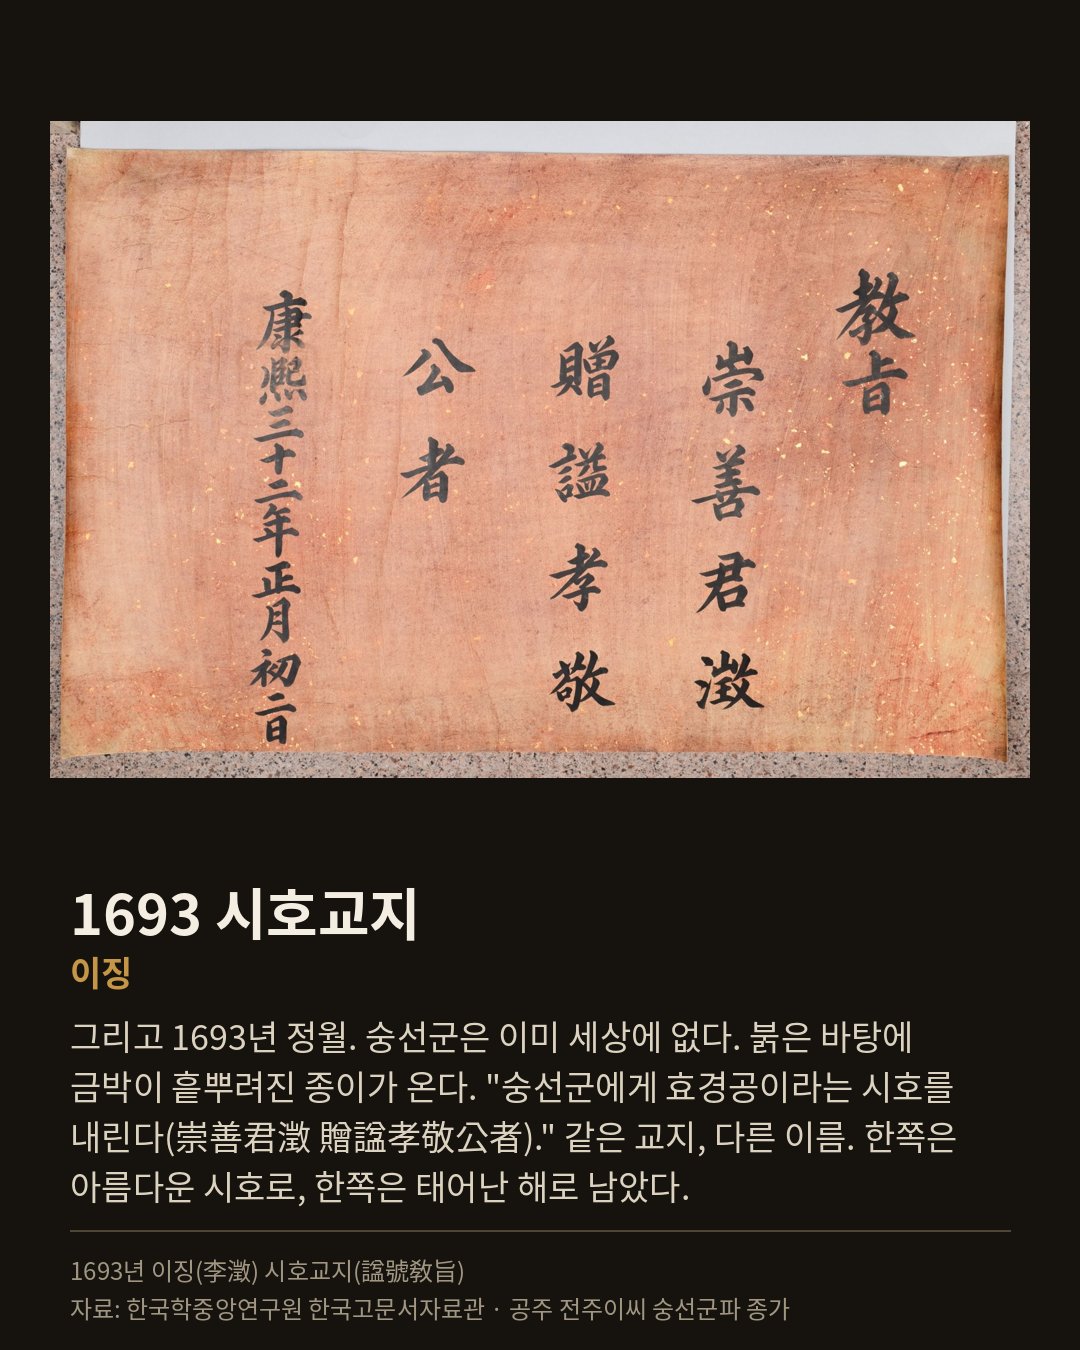 教旨
崇善君澂
贈諡孝敬
公者
康熙三十二年正月初二日
1693 시호교지
이징
그리고 1693년 정월. 숭선군은 이미 세상에 없다. 붉은 바탕에
금박이 흩뿌려진 종이가 온다. "숭선군에게 효경공이라는 시호를
내린다(崇善君澂 贈諡孝敬公者)." 같은 교지, 다른 이름. 한쪽은
아름다운 시호로, 한쪽은 태어난 해로 남았다.
1693년 이징(李澂) 시호교지(諡號敎旨)
자료: 한국학중앙연구원 한국고문서자료관 · 공주 전주이씨 숭선군파 종가